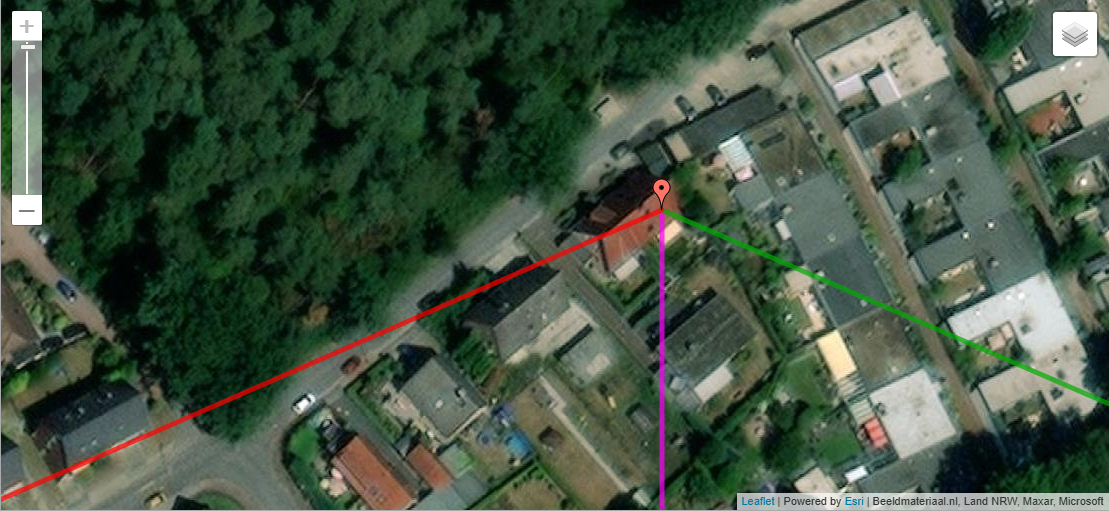 +
−
Leaflet | Powered by Esri | Beeldmateriaal.nl, Land NRW, Maxar, Microsoft